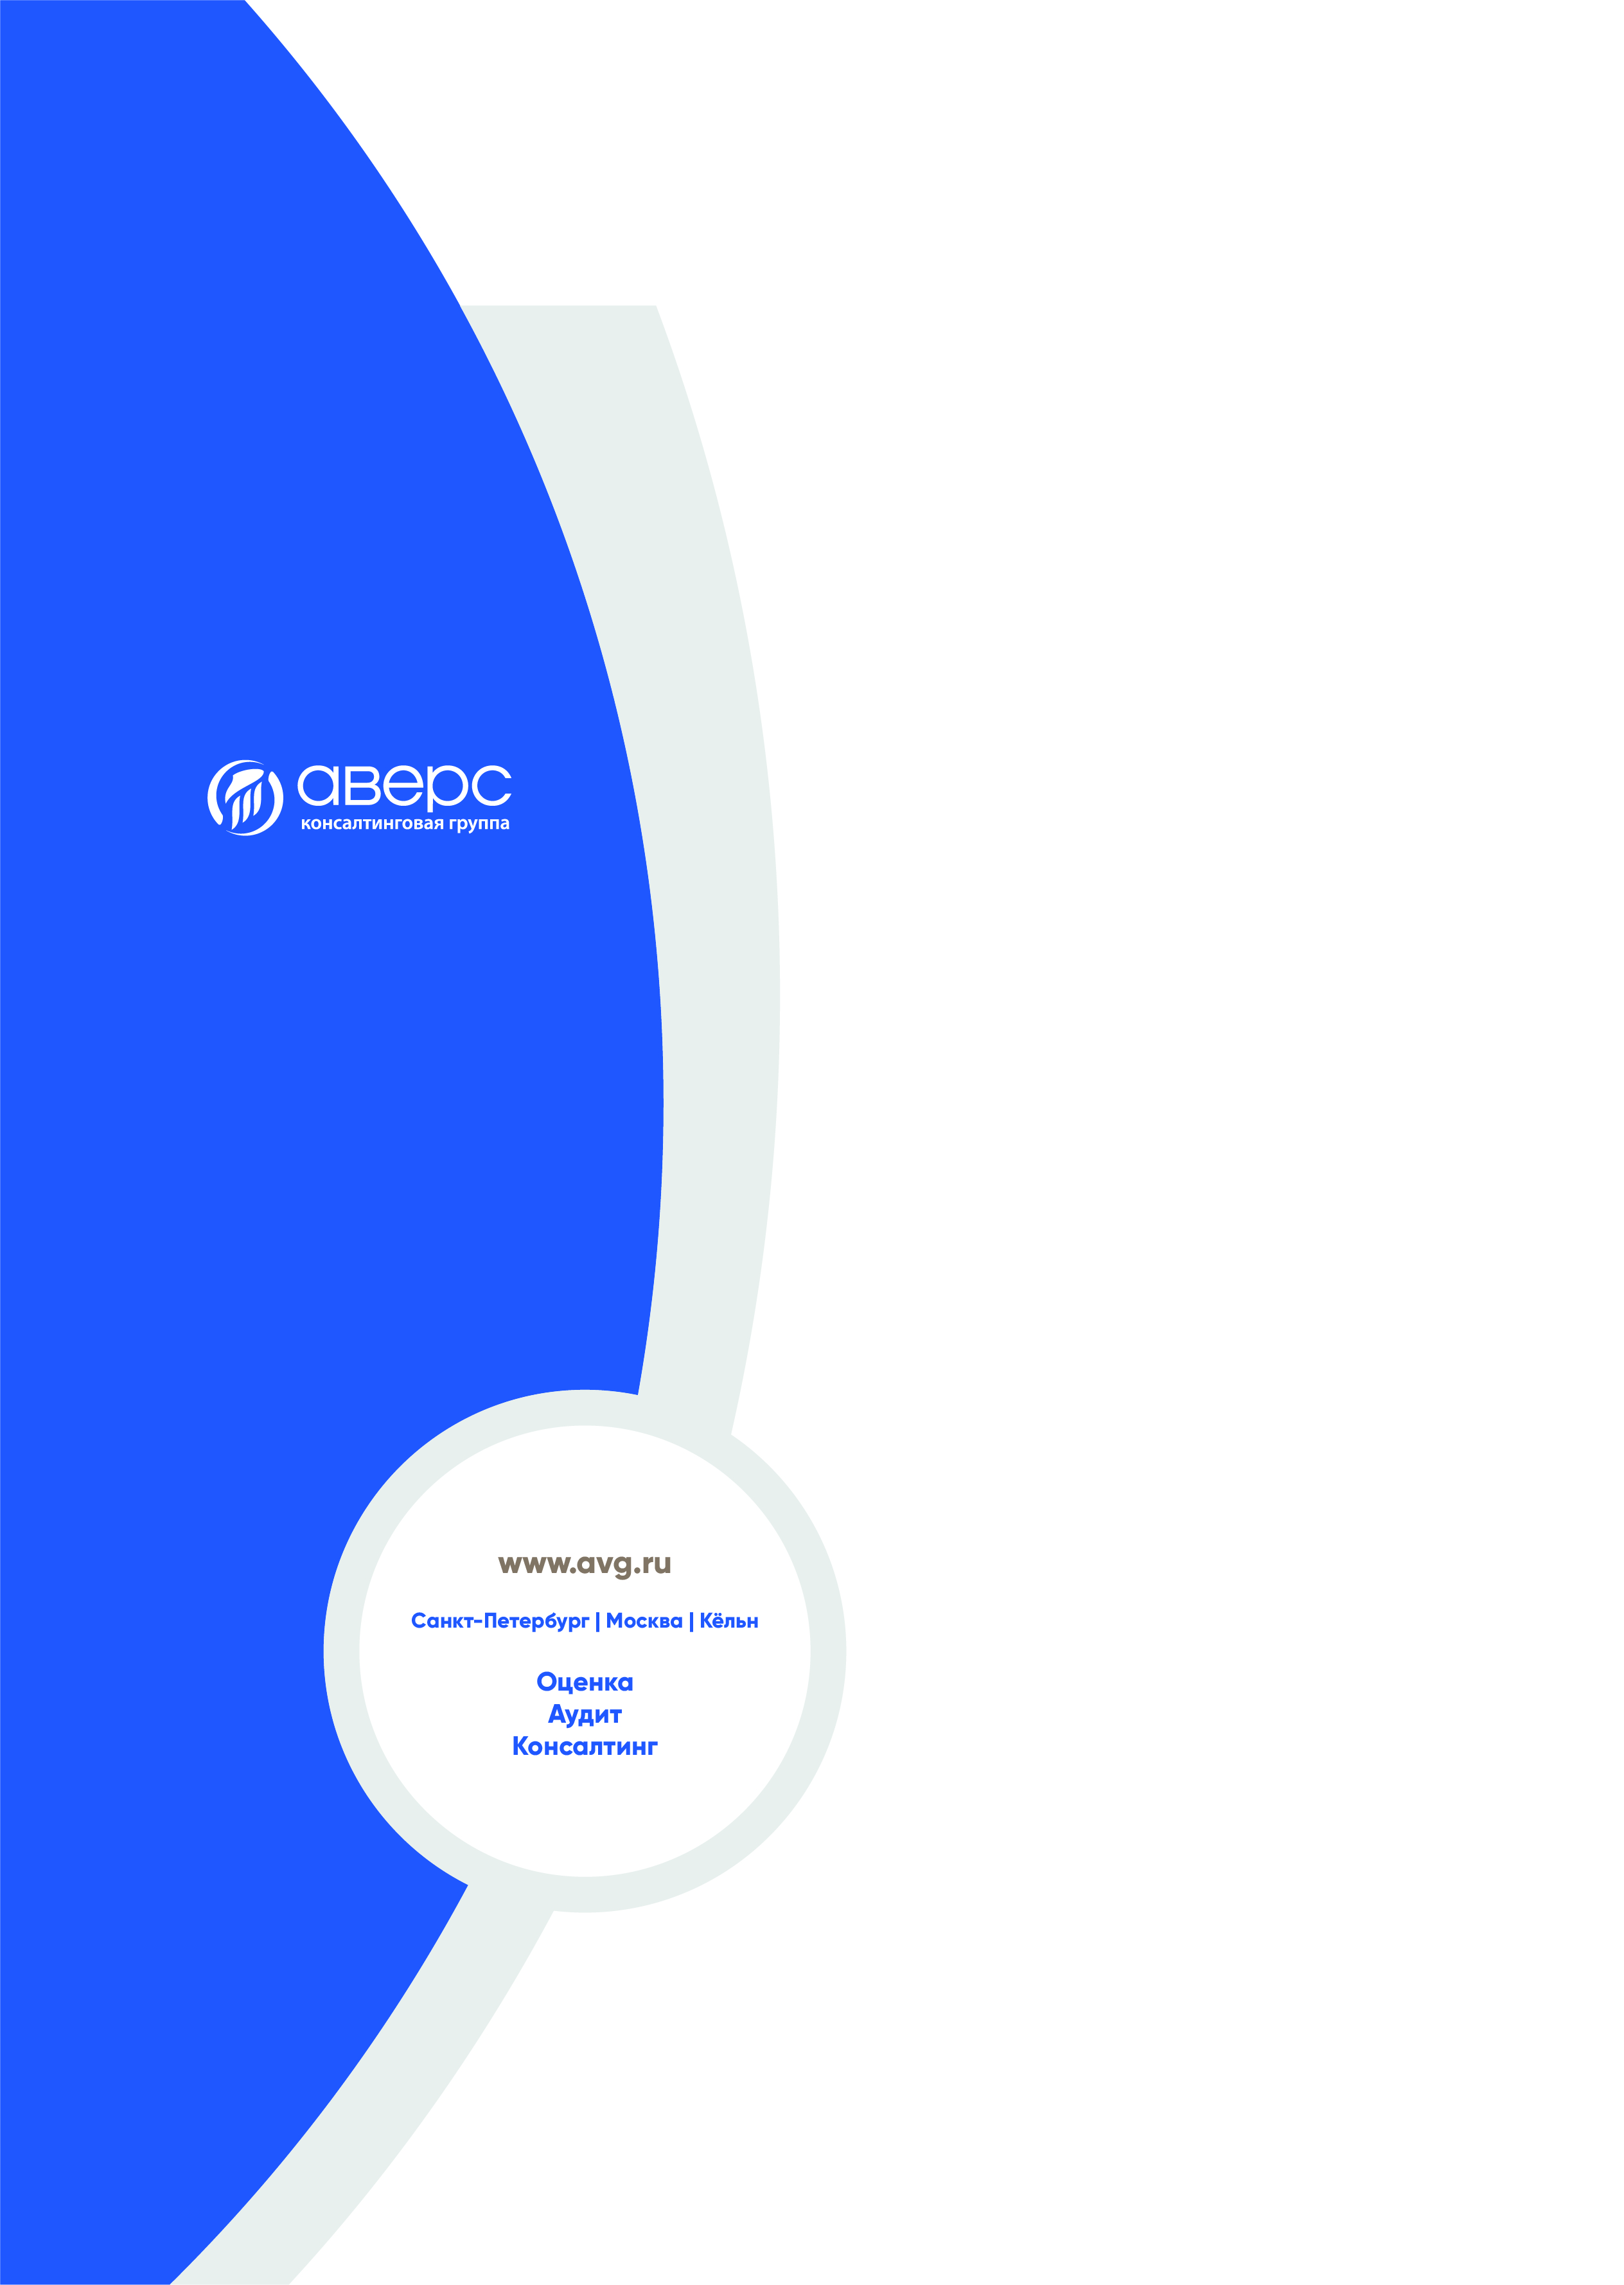 аверс
консалтинговая группа
www.avg.ru
Санкт-Петербург | Москва | Кёльн
Оценка
Аудит
Консалтинг